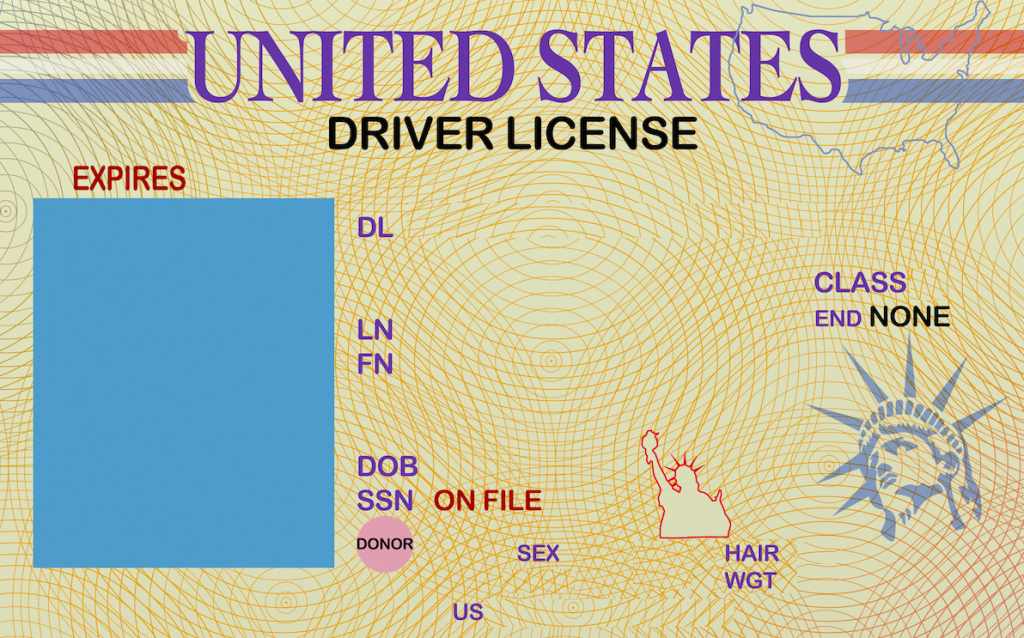 UNITED STATES
DRIVER LICENSE
EXPIRES
DL
CLASS
END NONE
LN
FN
DOB
SSN ON FILE
DONOR
SEX
HAIR
WGT
US